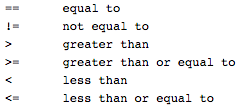 == equal to
!= not equal to
> greater than
>= greater than or equal to
< less than
<= less than or equal to